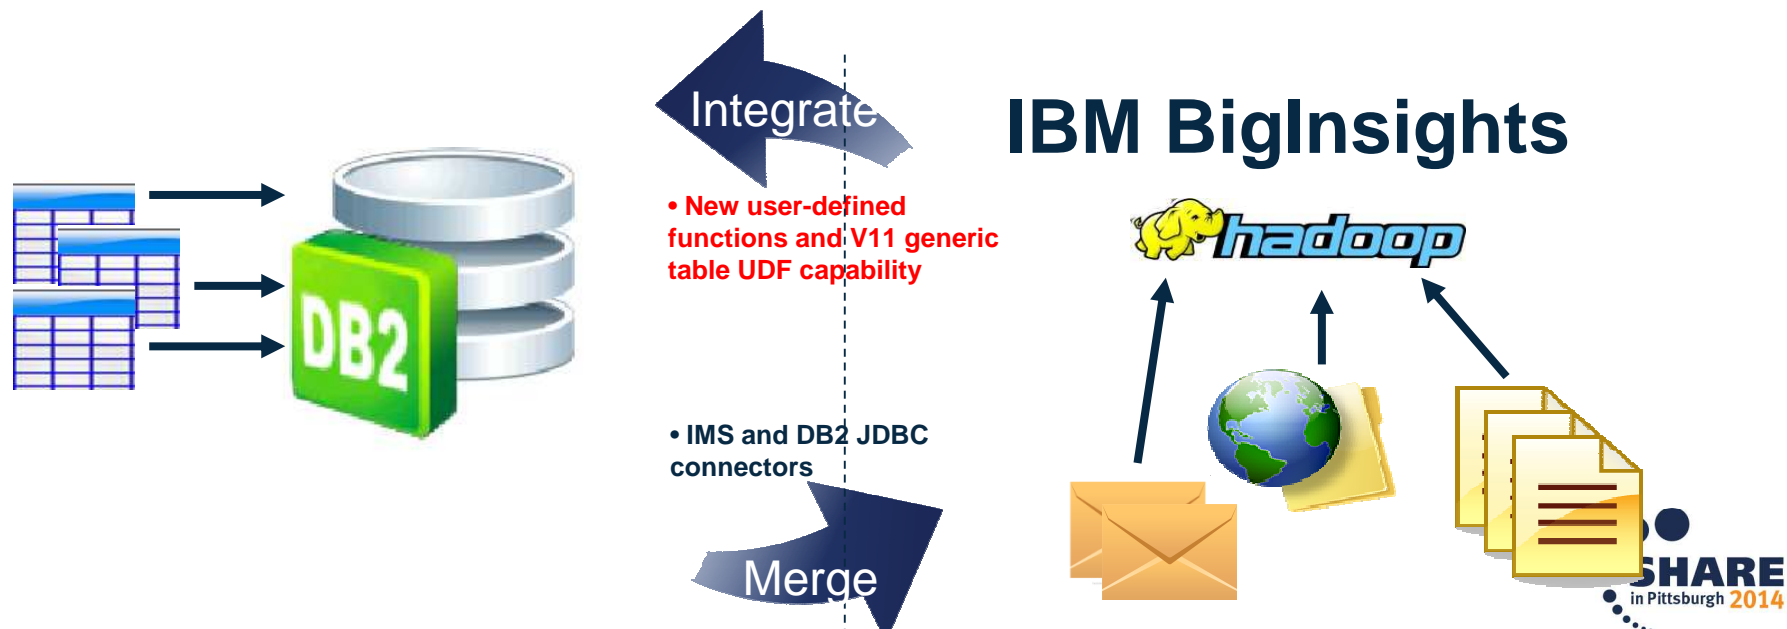 Integrate
IBM BigInsights
• New user-defined
functions and V11 generic
table UDF capability
hadoop
DB2
• IMS and DB2 JDBC
connectors
Merge
SHARE
in Pittsburgh 2014